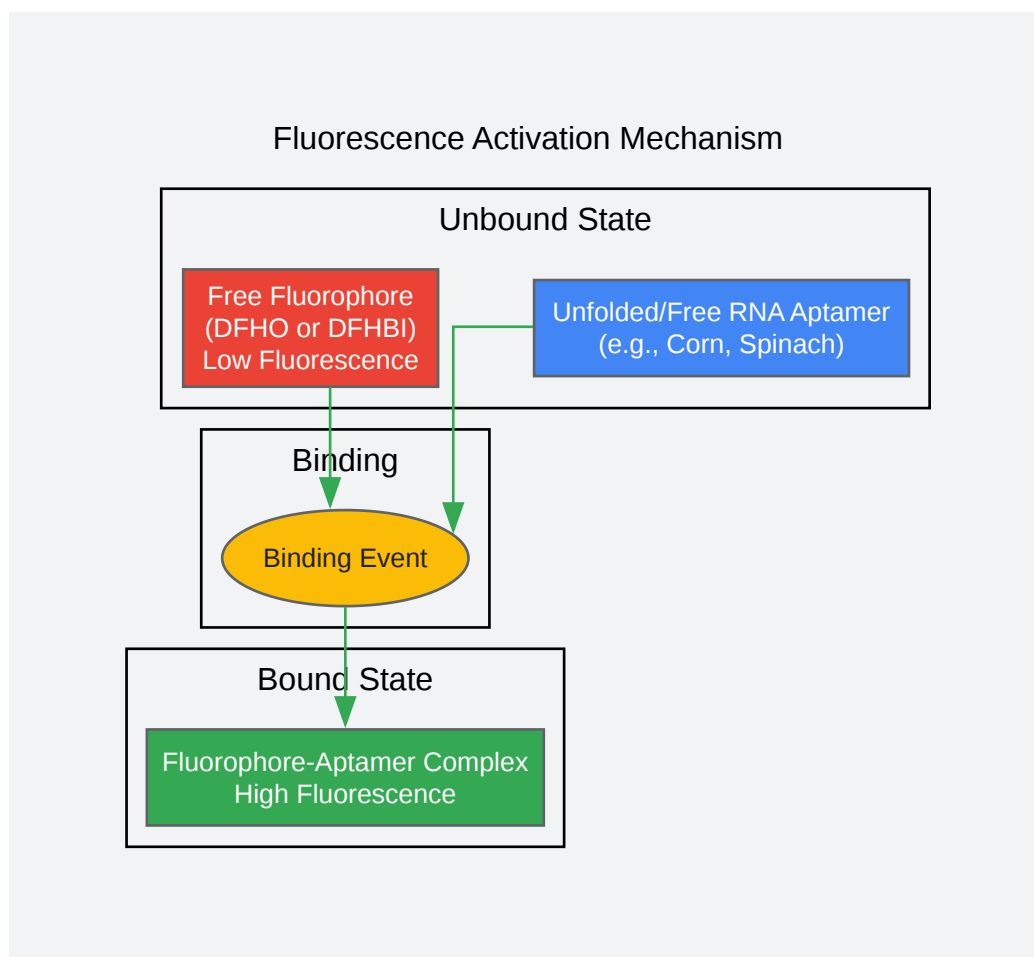 Fluorescence Activation Mechanism
Unbound State
Free Fluorophore
(DFHO or DFHBI)
Low Fluorescence
Unfolded/Free RNA Aptamer
(e.g., Corn, Spinach)
Binding
Binding Event
Bound State
Fluorophore-Aptamer Complex
High Fluorescence